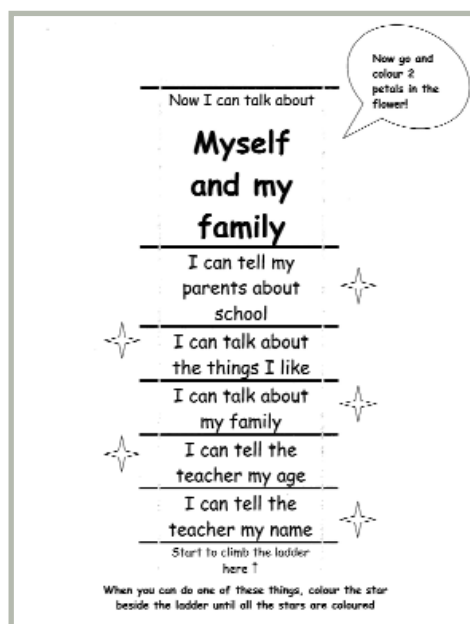 Now go and
colour 2
petals in the
flower!
Now I can talk about
Myself
and my
family
I can tell my
parents about
school
I can talk about
the things I like
I can talk about
my family
I can tell the
teacher my age
I can tell the
teacher my name
Start to climb the ladder
here ↑
When you can do one of these things, colour the star
beside the ladder until all the stars are coloured